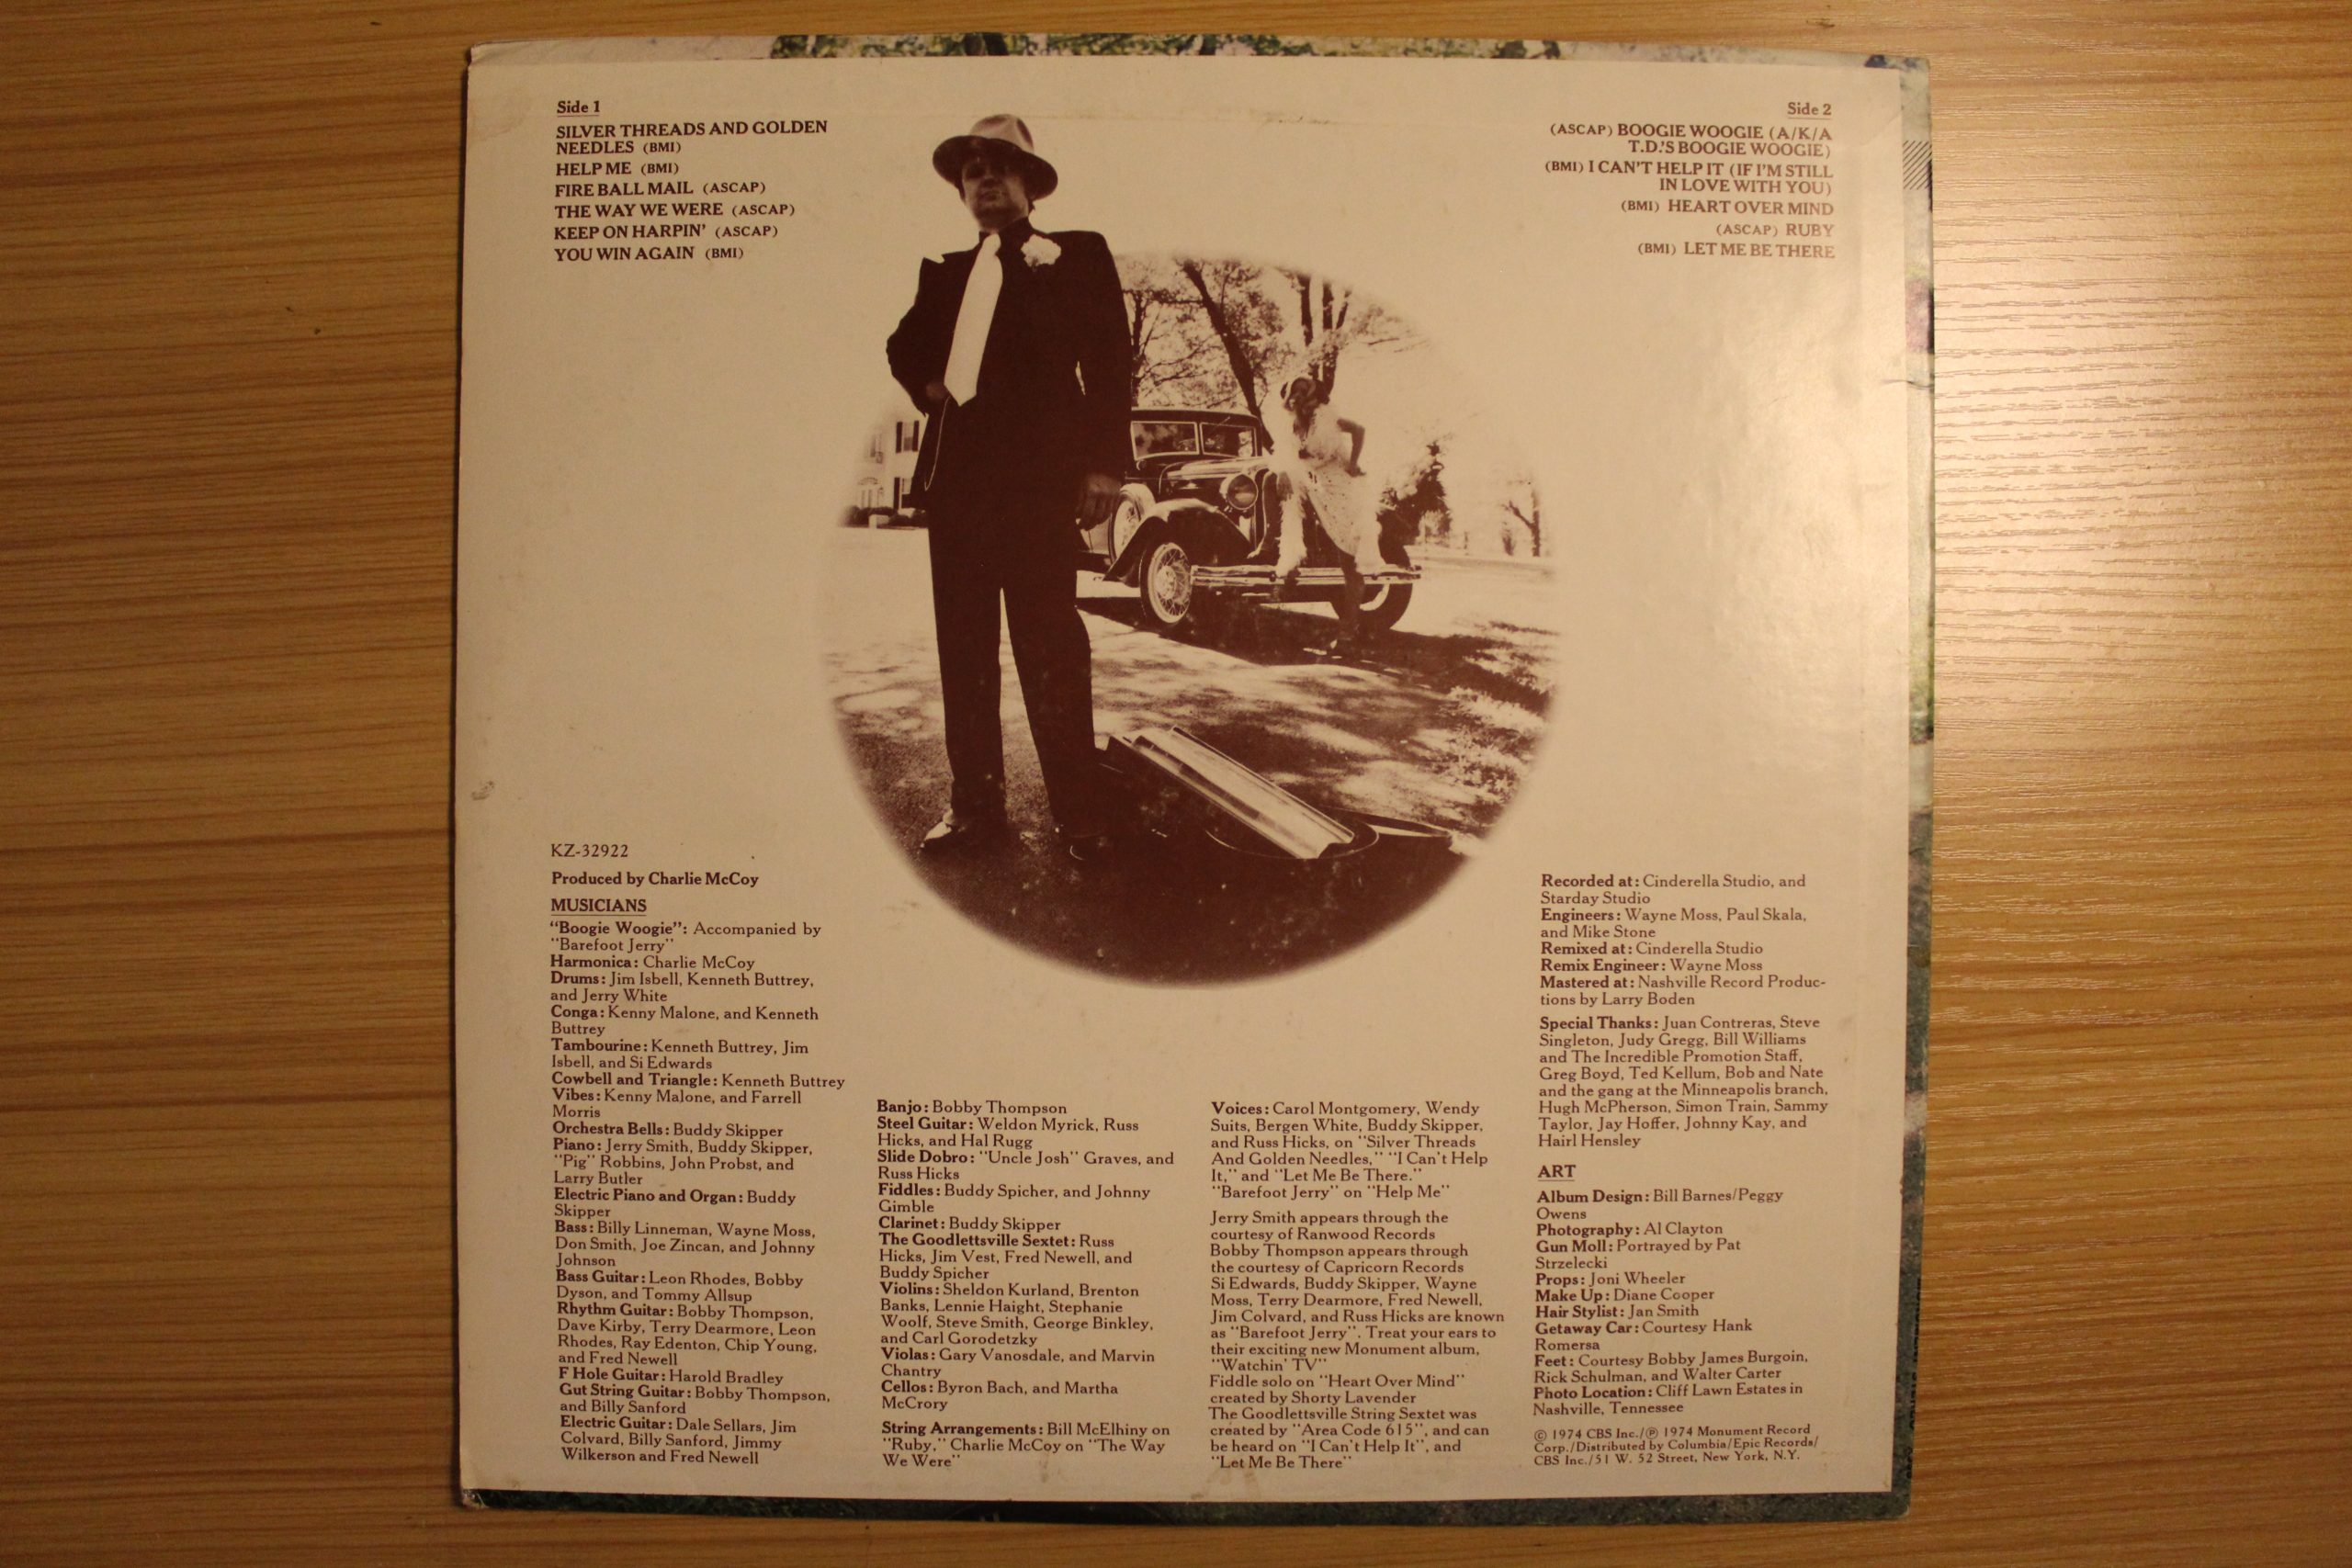 Side 1
SILVER THREADS AND GOLDEN
NEEDLES (BMI)
HELP ME (BMI)
FIRE BALL MAIL (ASCAP)
THE WAY WE WERE (ASCAP)
KEEP ON HARPIN' (ASCAP)
YOU WIN AGAIN (BMI)
Side 2
(ASCAP) BOOGIE WOOGIE (A/K/A
T.D.'S BOOGIE WOOGIE)
(BMI) I CAN'T HELP IT (IF I'M STILL
IN LOVE WITH YOU)
(BMI) HEART OVER MIND
(ASCAP) RUBY
(BMI) LET ME BE THERE
KZ-32922
Produced by Charlie McCoy
MUSICIANS
"Boogie Woogie": Accompanied by
"Barefoot Jerry"
Harmonica: Charlie McCoy
Drums: Jim Isbell, Kenneth Buttrey,
and Jerry White
Conga: Kenny Malone, and Kenneth
Buttrey
Tambourine: Kenneth Buttrey, Jim
Isbell, and Si Edwards
Cowbell and Triangle: Kenneth Buttrey
Vibes: Kenny Malone, and Farrell
Morris
Orchestra Bells: Buddy Skipper
Piano: Jerry Smith, Buddy Skipper,
"Pig" Robbins, John Probst, and
Larry Butler
Electric Piano and Organ: Buddy
Skipper
Bass: Billy Linneman, Wayne Moss,
Don Smith, Joe Zincan, and Johnny
Johnson
Bass Guitar: Leon Rhodes, Bobby
Dyson, and Tommy Allsup
Rhythm Guitar: Bobby Thompson,
Dave Kirby, Terry Dearmore, Leon
Rhodes, Ray Edenton, Chip Young,
and Fred Newell
F Hole Guitar: Harold Bradley
Gut String Guitar: Bobby Thompson,
and Billy Sanford
Electric Guitar: Dale Sellars, Jim
Colvard, Billy Sanford, Jimmy
Wilkerson and Fred Newell
Banjo: Bobby Thompson
Steel Guitar: Weldon Myrick, Russ
Hicks, and Hal Rugg
Slide Dobro: "Uncle Josh" Graves, and
Russ Hicks
Fiddles: Buddy Spicher, and Johnny
Gimble
Clarinet: Buddy Skipper
The Goodlettsville Sextet: Russ
Hicks, Jim Vest, Fred Newell, and
Buddy Spicher
Violins: Sheldon Kurland, Brenton
Banks, Lennie Haight, Stephanie
Woolf, Steve Smith, George Binkley,
and Carl Gorodetzky
Violas: Gary Vanosdale, and Marvin
Chantry
Cellos: Byron Bach, and Martha
McCrory
String Arrangements: Bill McElhiny on
"Ruby," Charlie McCoy on "The Way
We Were"
Voices: Carol Montgomery, Wendy
Suits, Bergen White, Buddy Skipper,
and Russ Hicks, on "Silver Threads
And Golden Needles," "I Can't Help
It," and "Let Me Be There."
"Barefoot Jerry" on "Help Me"
Jerry Smith appears through the
courtesy of Ranwood Records
Bobby Thompson appears through
the courtesy of Capricorn Records
Si Edwards, Buddy Skipper, Wayne
Moss, Terry Dearmore, Fred Newell,
Jim Colvard, and Russ Hicks are known
as "Barefoot Jerry". Treat your ears to
their exciting new Monument album,
"Watchin' TV"
Fiddle solo on "Heart Over Mind"
created by Shorty Lavender
The Goodlettsville String Sextet was
created by "Area Code 615", and can
be heard on "I Can't Help It", and
"Let Me Be There"
Recorded at: Cinderella Studio, and
Starday Studio
Engineers: Wayne Moss, Paul Skala,
and Mike Stone
Remixed at: Cinderella Studio
Remix Engineer: Wayne Moss
Mastered at: Nashville Record Produc-
tions by Larry Boden
Special Thanks: Juan Contreras, Steve
Singleton, Judy Gregg, Bill Williams
and The Incredible Promotion Staff,
Greg Boyd, Ted Kellum, Bob and Nate
and the gang at the Minneapolis branch,
Hugh McPherson, Simon Train, Sammy
Taylor, Jay Hoffer, Johnny Kay, and
Hairl Hensley
ART
Album Design: Bill Barnes/Peggy
Owens
Photography: Al Clayton
Gun Moll: Portrayed by Pat
Strzelecki
Props: Joni Wheeler
Make Up: Diane Cooper
Hair Stylist: Jan Smith
Getaway Car: Courtesy Hank
Romersa
Feet: Courtesy Bobby James Burgoin,
Rick Schulman, and Walter Carter
Photo Location: Cliff Lawn Estates in
Nashville, Tennessee
© 1974 CBS Inc./℗ 1974 Monument Record
Corp./Distributed by Columbia/Epic Records/
CBS Inc./51 W. 52 Street, New York, N.Y.